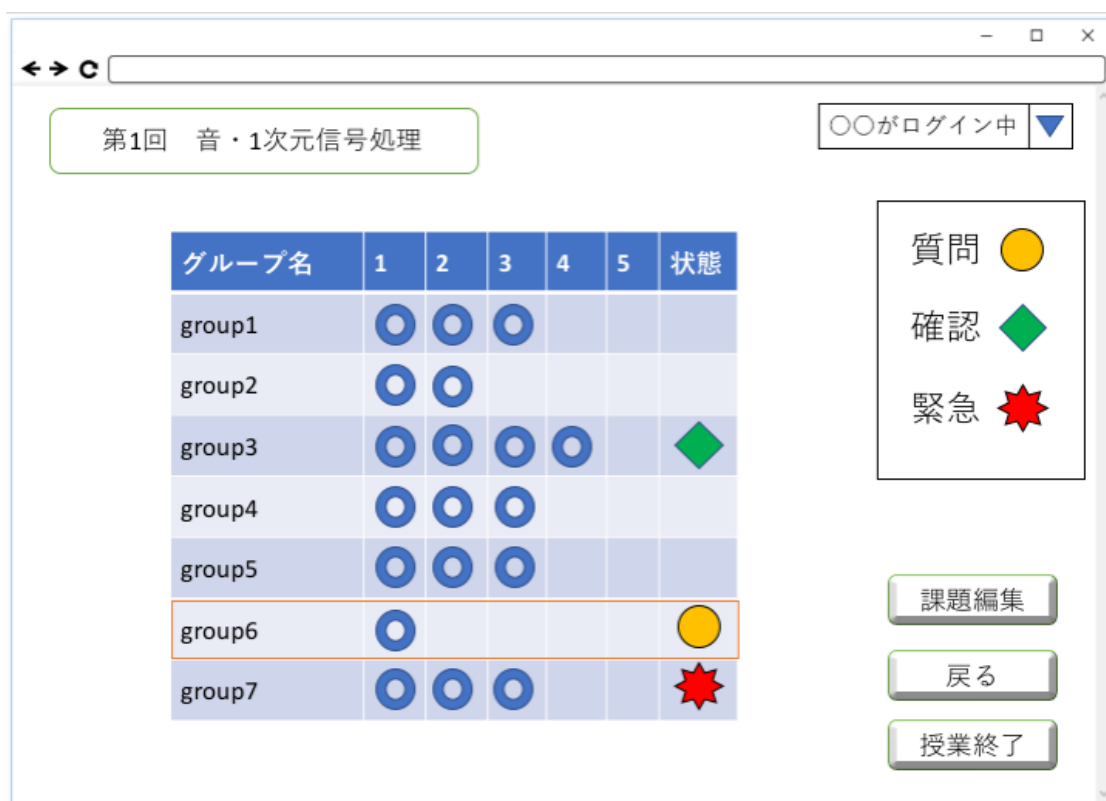 第1回 音・1次元信号処理
〇〇がログイン中
グループ名 1 2 3 4 5 状態
group1
group2
group3
group4
group5
group6
group7
質問
確認
緊急
課題編集
戻る
授業終了